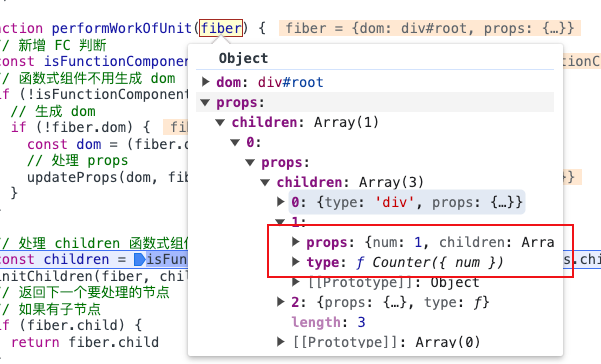 nction performWorkOfUnit(fiber) { fiber = {dom: div#root, props: {…}}
// 新增 FC 判断
const isFunctionComponen
// 函数式组件不用生成 dom
if (!isFunctionComponent
// 生成 dom
if (!fiber.dom) { fib
const dom = (fiber.d
// 处理 props
updateProps(dom, fib
}
// 处理 children 函数式组件
const children = isFunc
initChildren(fiber, chil
// 返回下一个要处理的节点
// 如果有子节点
if (fiber.child) {
return fiber.child
Object
dom: div#root
props:
children: Array(1)
0:
props:
children: Array(3)
0: {type: 'div', props: {…}}
1:
props: {num: 1, children: Arra
type: ƒ Counter({ num })
[[Prototype]]: Object
2: {props: {…}, type: ƒ}
length: 3
[[Prototype]]: Array(0)
onC
}}
s.chi